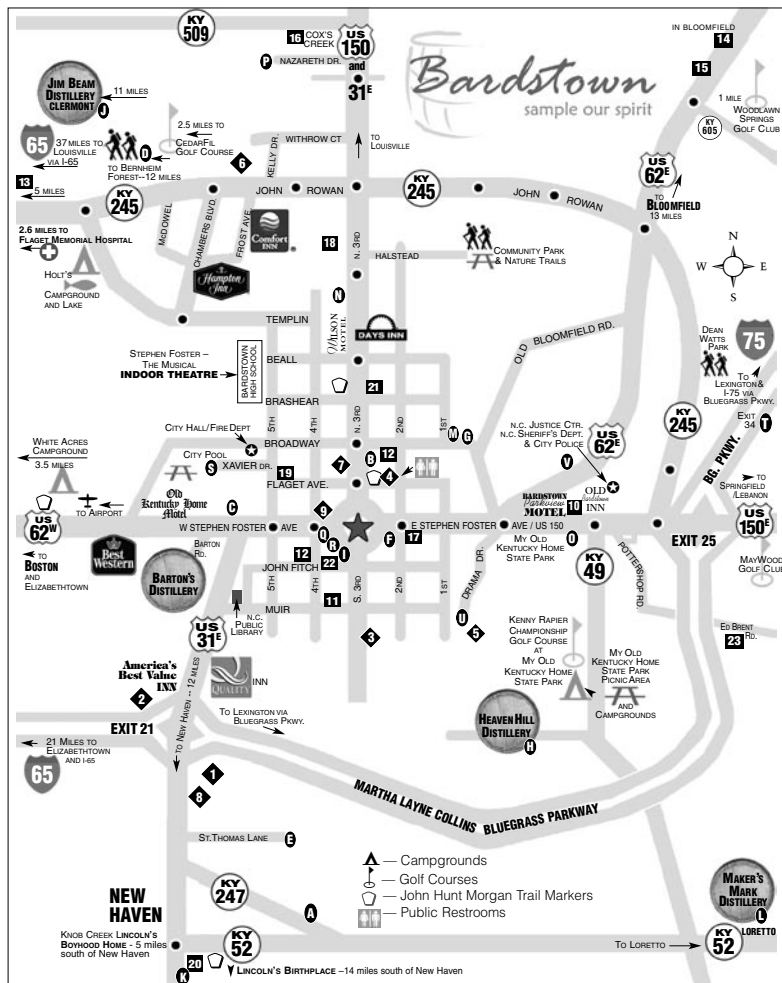 KY
509
16
COX'S
CREEK
US
150
and
31E
P
NAZARETH DR.
Bardstown
sample our spirit
IN BLOOMFIELD
14
15
1 MILE
WOODLAWN
SPRINGS
GOLF CLUB
KY
605
JIM BEAM
DISTILLERY
CLERMONT
J
11 MILES
65
37 MILES TO
LOUISVILLE
VIA I-65
D
TO BERNHEIM
FOREST--12 MILES
2.5 MILES TO
CEDARFIL
GOLF COURSE
6
WITHROW CT
KELLY DR.
TO
LOUISVILLE
US
62E
TO
BLOOMFIELD
13 MILES
13
5 MILES
KY
245
JOHN ROWAN
KY
245
JOHN ROWAN
2.6 MILES TO
FLAGET MEMORIAL HOSPITAL
HOLT'S
CAMPGROUND
AND LAKE
MCDOWEL
CHAMBERS BLVD.
FROST AVE.
Comfort
INN
Hampton
Inn
18
N. 3RD
HALSTEAD
COMMUNITY PARK
& NATURE TRAILS
N
W E
S
N
TEMPLIN
WILSON
MOTEL
DAYS INN
OLD BLOOMFIELD RD.
DEAN
WATTS
PARK
75
TO
LEXINGTON &
I-75 VIA
BLUEGRASS PKWY.
STEPHEN FOSTER –
THE MUSICAL
INDOOR THEATRE
BARDSTOWN
HIGH SCHOOL
BEALL
21
BRASHEAR
5TH
4TH
N. 3RD
2ND
1ST
CITY HALL/FIRE DEPT
BROADWAY
M
G
N.C. JUSTICE CTR.
N.C. SHERIFF'S DEPT.
& CITY POLICE
US
62E
KY
245
EXIT
34
T
BG. PKWY.
WHITE ACRES
CAMPGROUND
3.5 MILES
CITY POOL
S
XAVIER DR.
19
7
B
12
4
V
FLAGET AVE.
TO
SPRINGFIELD
/LEBANON
TO AIRPORT
Old
Kentucky Home
Motel
C
9
BARDSTOWN
Parkview
MOTEL
10
OLD
Bardstown
INN
US
62W
W STEPHEN FOSTER AVE
E STEPHEN FOSTER AVE / US 150
US
150E
TO
BOSTON
AND
ELIZABETHTOWN
Best
Western
BARTON
RD.
Q
R
I
F
17
MY OLD
KENTUCKY HOME
STATE PARK
O
EXIT 25
BARTON'S
DISTILLERY
12
22
JOHN FITCH
5TH
4TH
S. 3RD
2ND
1ST
DRAMA DR.
KY
49
POTTERSHOP RD.
MAYWOOD
GOLF CLUB
11
MUIR
N.C.
PUBLIC
LIBRARY
U
5
KENNY RAPIER
CHAMPIONSHIP
GOLF COURSE
AT
MY OLD
KENTUCKY HOME
STATE PARK
ED BRENT
RD.
23
US
31E
3
MY OLD
KENTUCKY HOME
STATE PARK
PICNIC AREA
AND
CAMPGROUNDS
America's
Best Value
INN
2
QUALITY
INN
TO NEW HAVEN -- 12 MILES
TO LEXINGTON VIA
BLUEGRASS PKWY.
HEAVEN HILL
DISTILLERY
H
EXIT 21
21 MILES TO
ELIZABETHTOWN
AND I-65
65
1
8
MARTHA LAYNE COLLINS BLUEGRASS PARKWAY
ST. THOMAS LANE
E
— Campgrounds
— Golf Courses
— John Hunt Morgan Trail Markers
— Public Restrooms
NEW
HAVEN
KY
247
A
MAKER'S
MARK
DISTILLERY
L
LORETTO
KNOB CREEK LINCOLN'S
BOYHOOD HOME - 5 miles
south of New Haven
KY
52
TO LORETTO
KY
52
K
20
LINCOLN'S BIRTHPLACE –14 miles south of New Haven